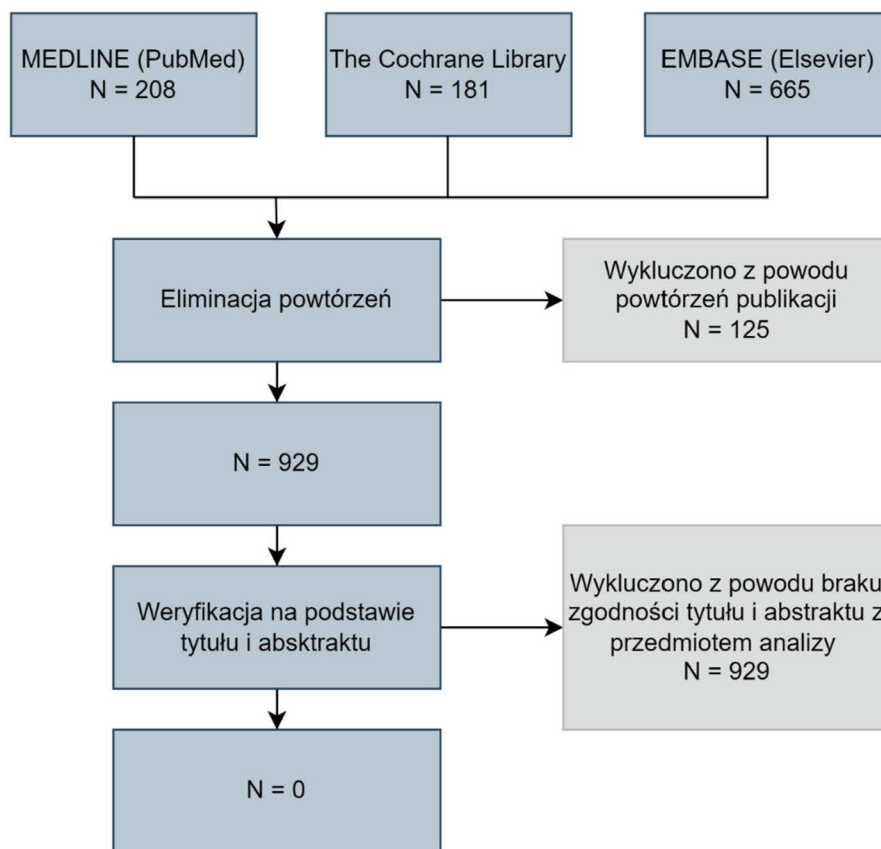 MEDLINE (PubMed)
N = 208
The Cochrane Library
N = 181
EMBASE (Elsevier)
N = 665
Eliminacja powtórzeń
Wykluczono z powodu
powtórzeń publikacji
N = 125
N = 929
Weryfikacja na podstawie
tytułu i absktraktu
Wykluczono z powodu braku
zgodności tytułu i abstraktu z
przedmiotem analizy
N = 929
N = 0